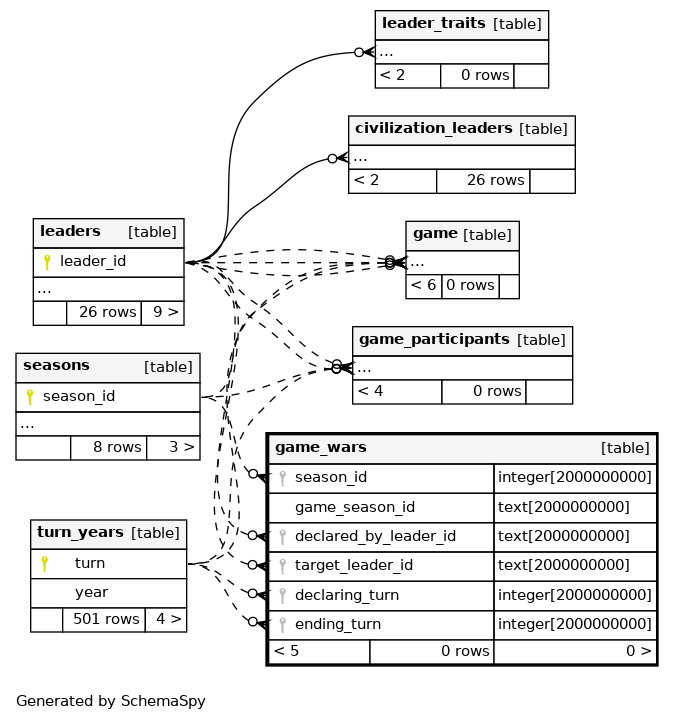 leader_traits [table]
...
< 2 0 rows
civilization_leaders [table]
...
< 2 26 rows
leaders [table]
leader_id
...
26 rows 9 >
game [table]
...
< 6 0 rows
game_participants [table]
...
< 4 0 rows
seasons [table]
season_id
...
8 rows 3 >
game_wars [table]
season_id integer[2000000000]
game_season_id text[2000000000]
declared_by_leader_id text[2000000000]
target_leader_id text[2000000000]
declaring_turn integer[2000000000]
ending_turn integer[2000000000]
< 5 0 rows 0 >
turn_years [table]
turn
year
501 rows 4 >
Generated by SchemaSpy